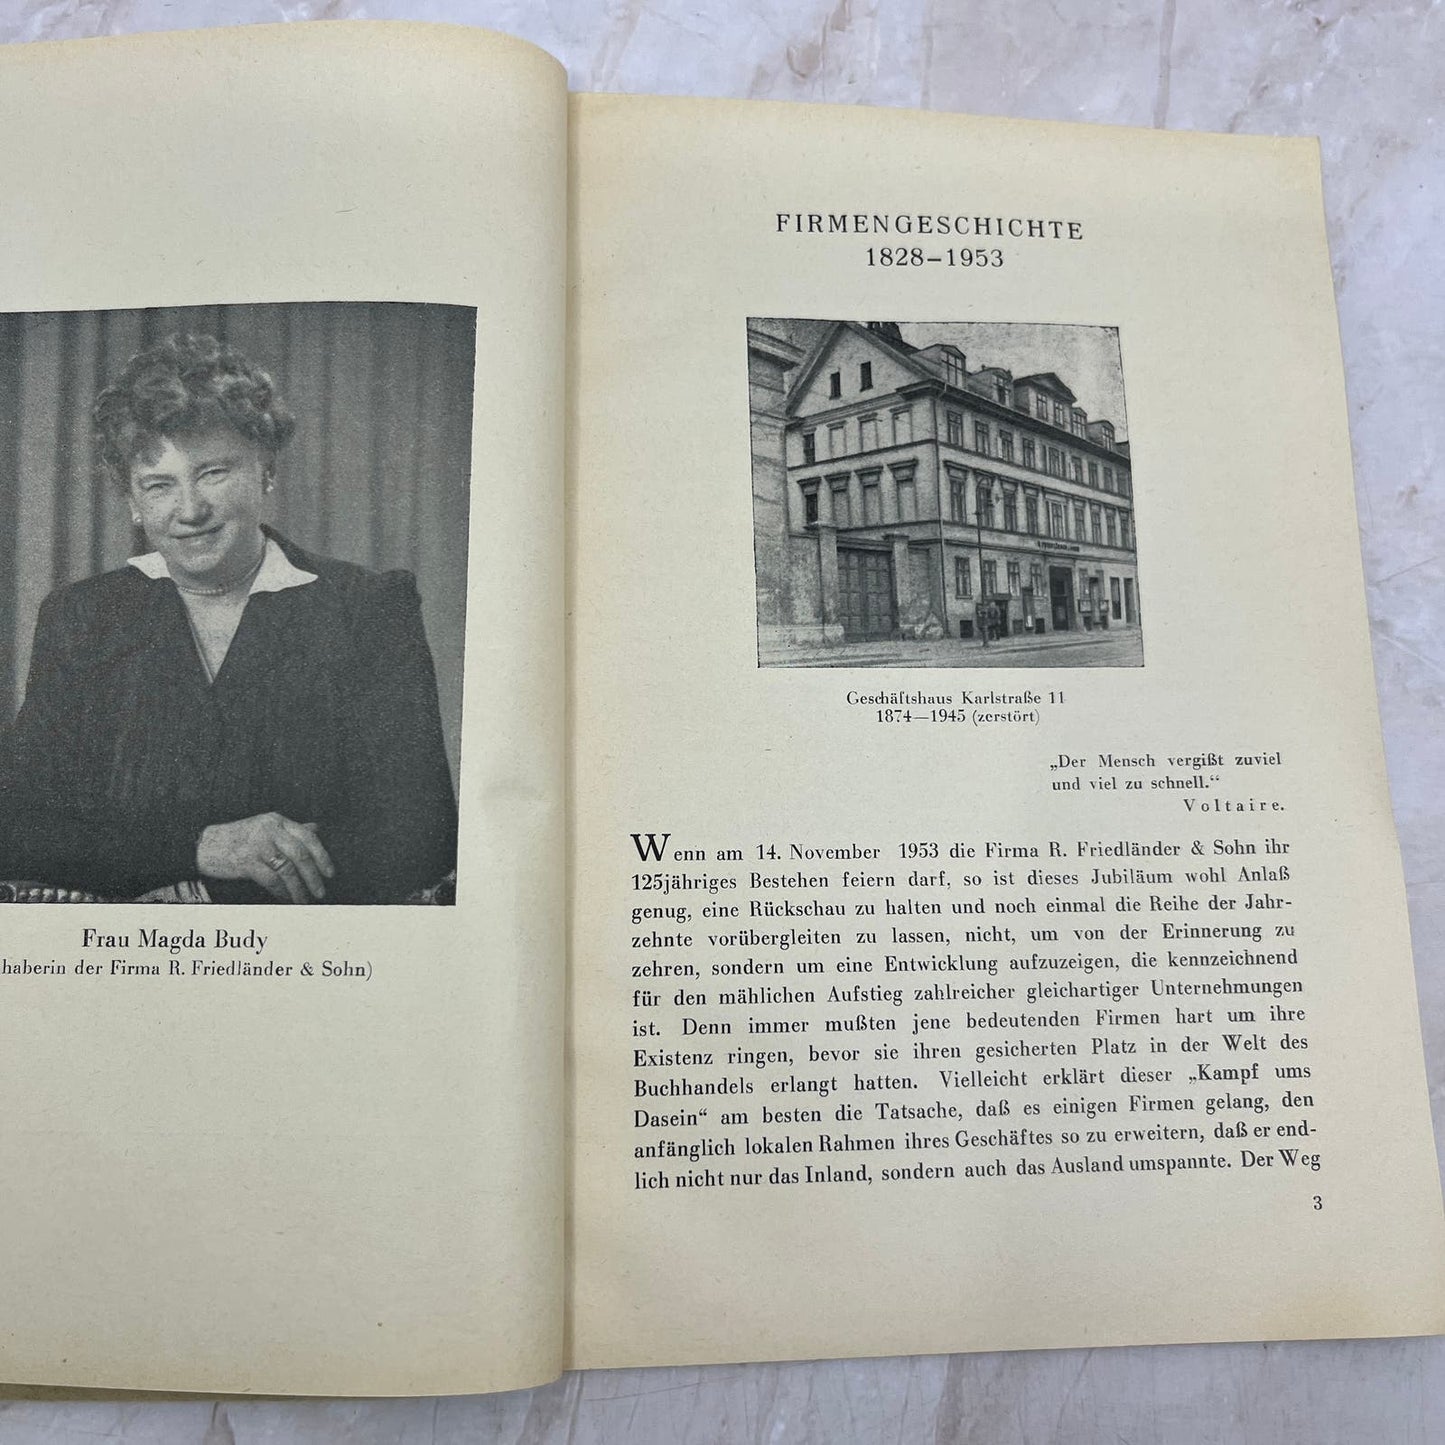 Frau Magda Budy
haberin der Firma R. Friedländer & Sohn)
FIRMENGESCHICHTE
1828–1953
Geschäftshaus Karlstraße 11
1874—1945 (zerstört)
„Der Mensch vergißt zuviel
und viel zu schnell.“
Voltaire.
Wenn am 14. November 1953 die Firma R. Friedländer & Sohn ihr
125jähriges Bestehen feiern darf, so ist dieses Jubiläum wohl Anlaß
genug, eine Rückschau zu halten und noch einmal die Reihe der Jahr-
zehnte vorübergleiten zu lassen, nicht, um von der Erinnerung zu
zehren, sondern um eine Entwicklung aufzuzeigen, die kennzeichnend
für den mählichen Aufstieg zahlreicher gleichartiger Unternehmungen
ist. Denn immer mußten jene bedeutenden Firmen hart um ihre
Existenz ringen, bevor sie ihren gesicherten Platz in der Welt des
Buchhandels erlangt hatten. Vielleicht erklärt dieser „Kampf ums
Dasein“ am besten die Tatsache, daß es einigen Firmen gelang, den
anfänglich lokalen Rahmen ihres Geschäftes so zu erweitern, daß er end-
lich nicht nur das Inland, sondern auch das Ausland umspannte. Der Weg
3